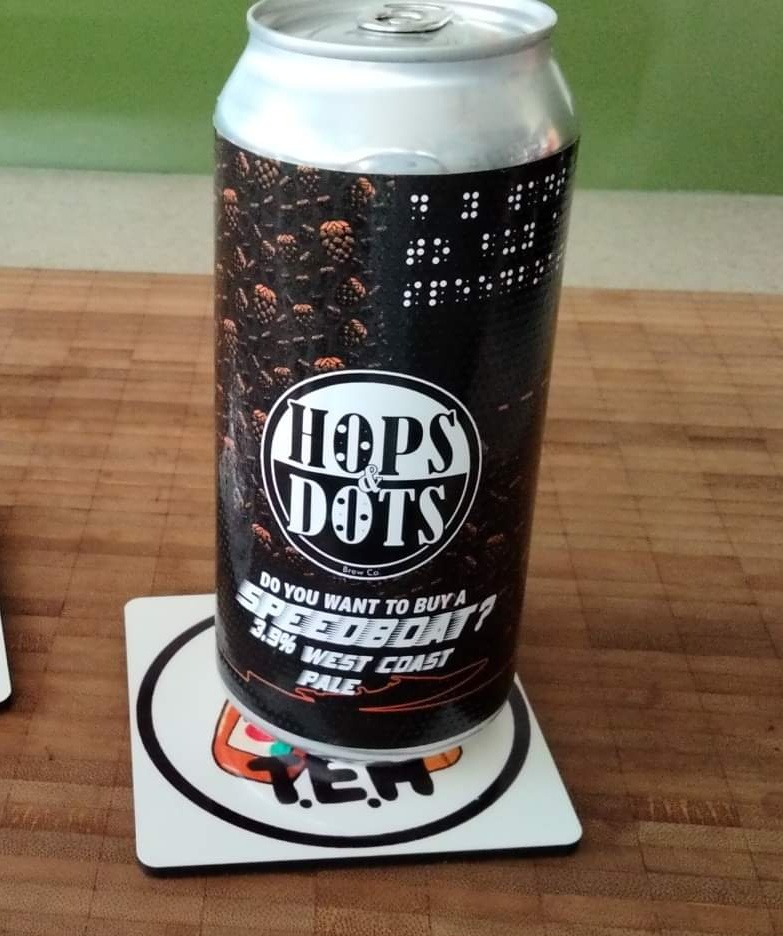 HOPS
&
DOTS
Brew Co
DO YOU WANT TO BUY A
SPEEDBOAT?
3.9% WEST COAST
PALE